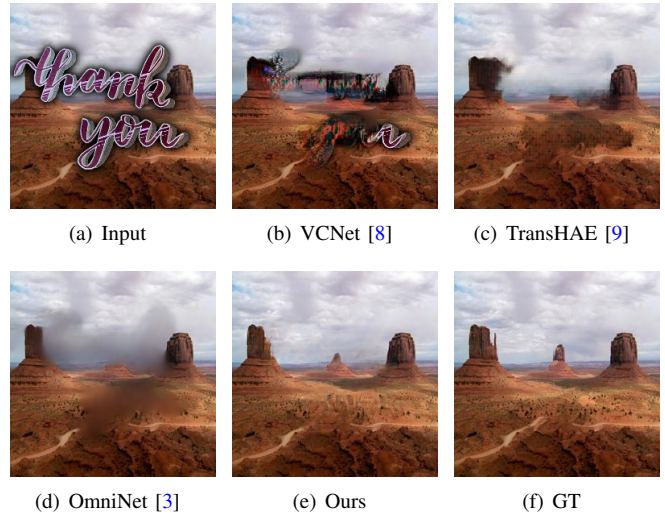 thank
you
(a) Input
(b) VCNet [8]
(c) TransHAE [9]
(d) OmniNet [3]
(e) Ours
(f) GT